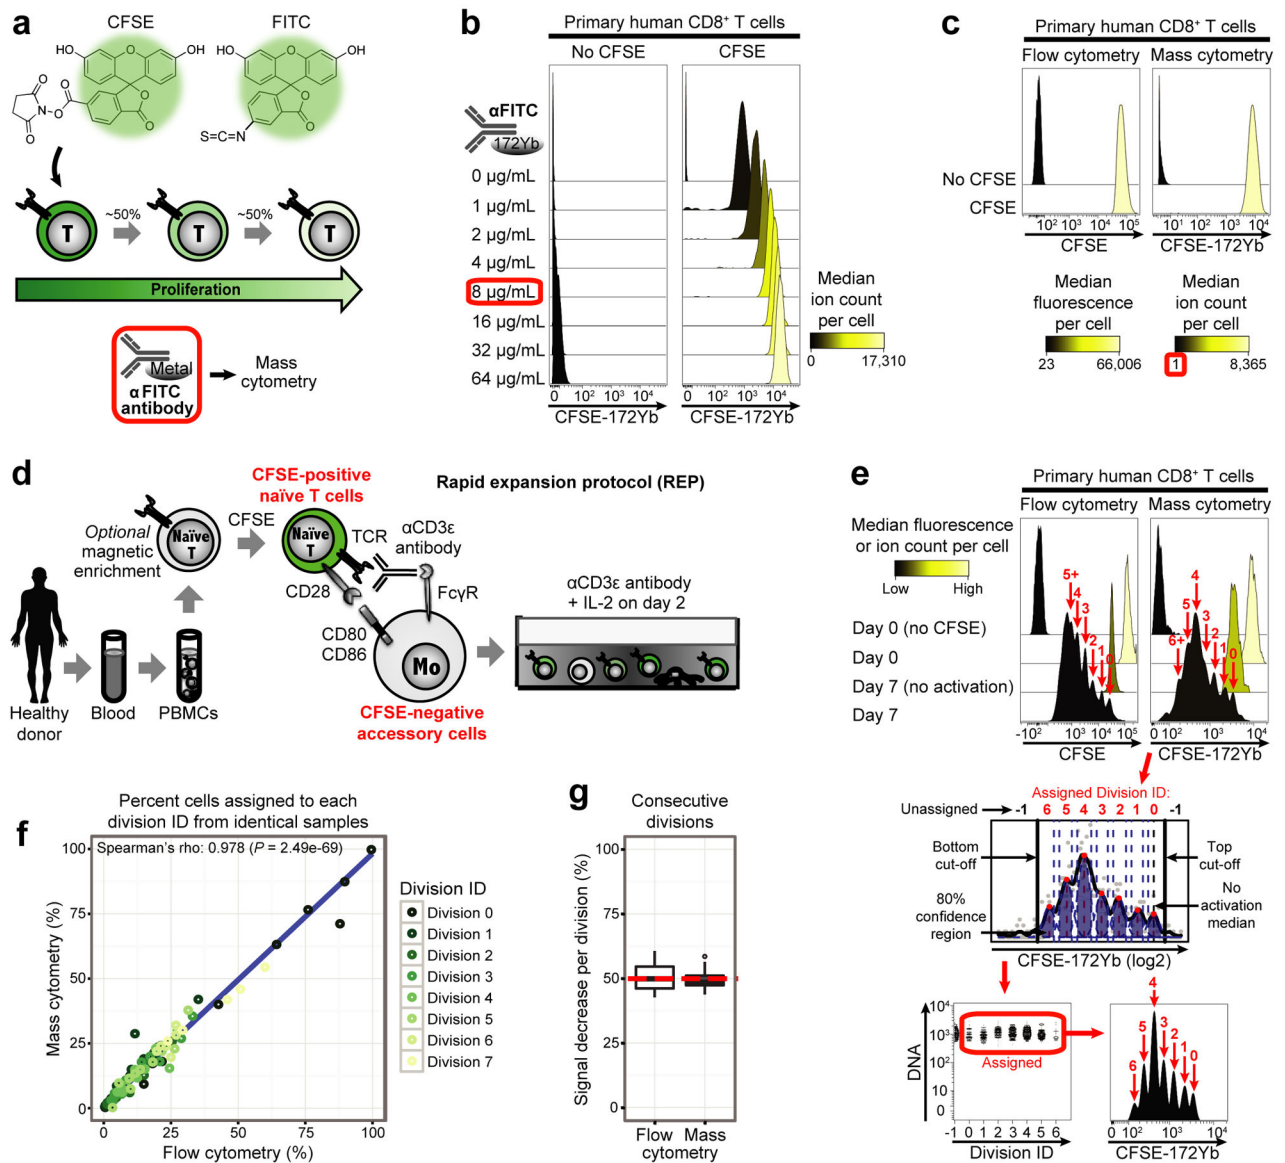 a
CFSE
FITC
HO
OH
HO
OH
O
O
O
O
N
O
O
O
O
O
O
S=C=N
~50%
~50%
T
T
T
Proliferation
Metal
αFITC
antibody
Mass
cytometry
b
Primary human CD8+ T cells
No CFSE
CFSE
αFITC
172Yb
0 µg/mL
1 µg/mL
2 µg/mL
4 µg/mL
8 µg/mL
16 µg/mL
32 µg/mL
64 µg/mL
0 10² 10³ 10⁴
0 10² 10³ 10⁴
CFSE-172Yb
CFSE-172Yb
Median
ion count
per cell
0
17,310
c
Primary human CD8+ T cells
Flow cytometry
Mass cytometry
No CFSE
CFSE
10² 10³ 10⁴ 10⁵
0 10² 10³ 10⁴
CFSE
CFSE-172Yb
Median
fluorescence
per cell
23
66,006
Median
ion count
per cell
1
8,365
d
CFSE-positive
naïve T cells
Rapid expansion protocol (REP)
Optional
magnetic
enrichment
Naïve
T
CFSE
Naïve
T
TCR
αCD3ε
antibody
CD28
FcγR
CD80
CD86
Mo
αCD3ε antibody
+ IL-2 on day 2
Healthy
donor
Blood
PBMCs
CFSE-negative
accessory cells
e
Primary human CD8+ T cells
Flow cytometry
Mass cytometry
Median fluorescence
or ion count per cell
Low
High
Day 0 (no CFSE)
Day 0
Day 7 (no activation)
Day 7
5+
4
3
2
1
0
6+
5
4
3
2
1
0
-10² 10³ 10⁴ 10⁵
0 10² 10³ 10⁴
CFSE
CFSE-172Yb
Assigned Division ID:
Unassigned
-1 6 5 4 3 2 1 0 -1
Bottom
cut-off
Top
cut-off
80%
confidence
region
No
activation
median
CFSE-172Yb (log2)
DNA
10⁴
10³
10²
10
0
Assigned
-1 0 1 2 3 4 5 6
Division ID
6
5
4
3
2
1
0
0 10² 10³ 10⁴
CFSE-172Yb
f
Percent cells assigned to each
division ID from identical samples
Spearman's rho: 0.978 (P = 2.49e-69)
Mass cytometry (%)
100
75
50
25
0
0 25 50 75 100
Flow cytometry (%)
Division ID
Division 0
Division 1
Division 2
Division 3
Division 4
Division 5
Division 6
Division 7
g
Consecutive
divisions
Signal decrease per division (%)
100
75
50
25
0
Flow Mass
cytometry